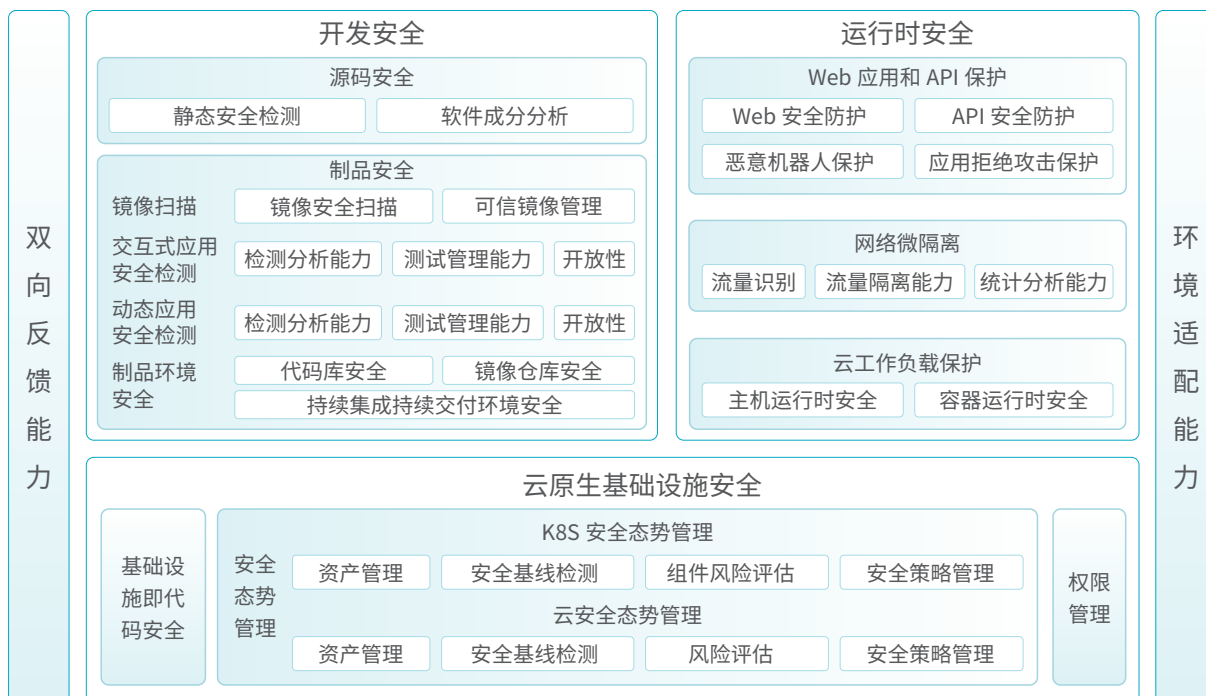 双向反馈能力
开发安全
源码安全
静态安全检测 软件成分分析
制品安全
镜像扫描 镜像安全扫描 可信镜像管理
交互式应用
安全检测 检测分析能力 测试管理能力 开放性
动态应用
安全检测 检测分析能力 测试管理能力 开放性
制品环境
安全 代码库安全 镜像仓库安全
持续集成持续交付环境安全
运行时安全
Web 应用和 API 保护
Web 安全防护 API 安全防护
恶意机器人保护 应用拒绝攻击保护
网络微隔离
流量识别 流量隔离能力 统计分析能力
云工作负载保护
主机运行时安全 容器运行时安全
环境适配能力
云原生基础设施安全
基础设
施即代
码安全
安全
态势
管理
K8S 安全态势管理
资产管理 安全基线检测 组件风险评估 安全策略管理
云安全态势管理
资产管理 安全基线检测 风险评估 安全策略管理
权限
管理